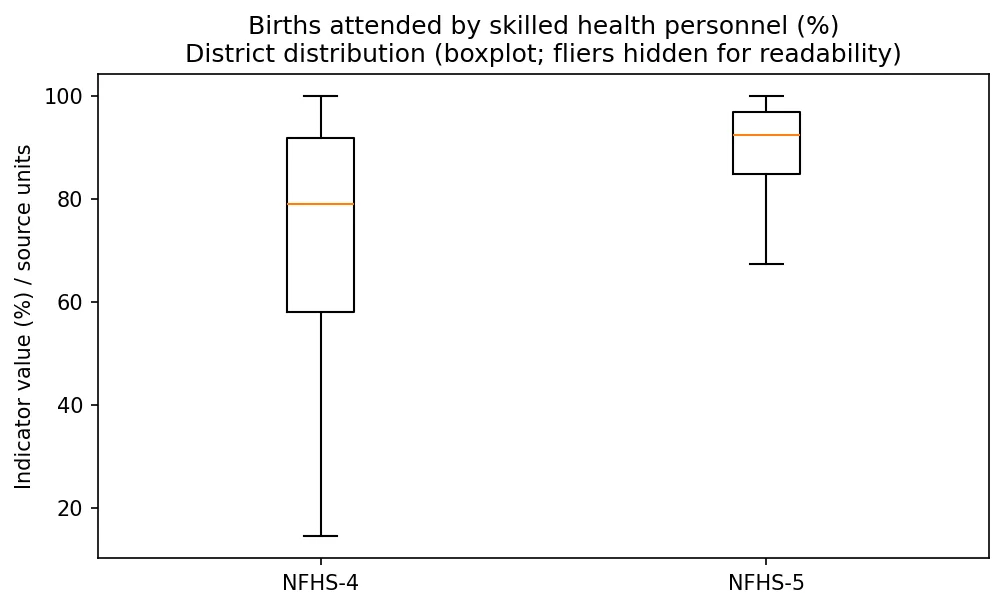 Births attended by skilled health personnel (%)
District distribution (boxplot; fliers hidden for readability)
Indicator value (%) / source units
100
80
60
40
20
NFHS-4
NFHS-5